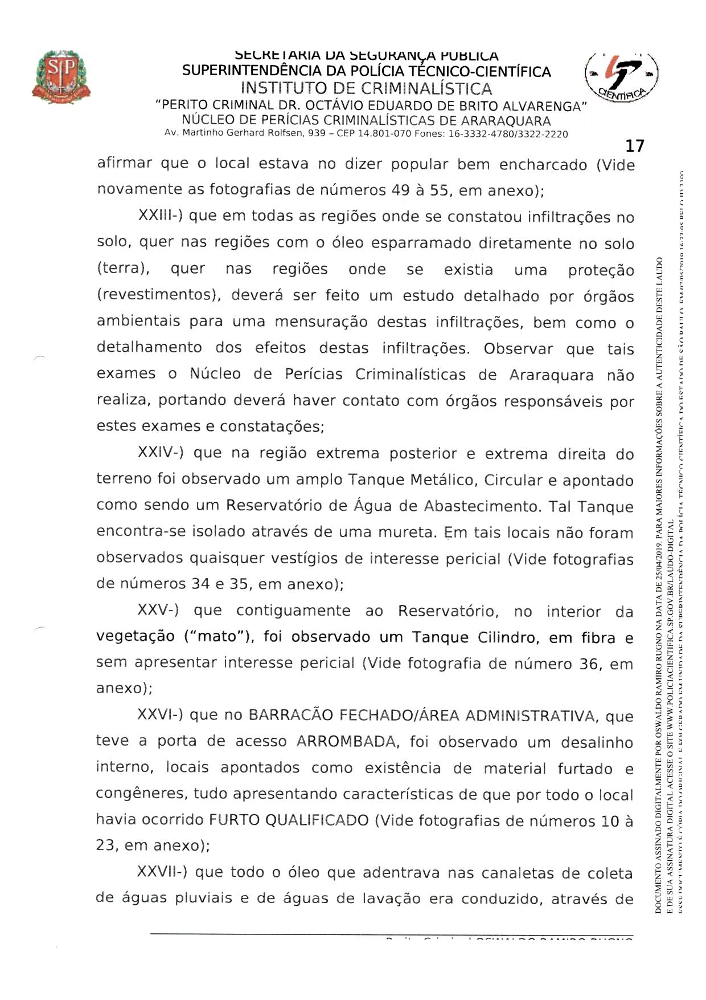 SECRETARIA DA SEGURANÇA PÚBLICA
SUPERINTENDÊNCIA DA POLÍCIA TÉCNICO-CIENTÍFICA
INSTITUTO DE CRIMINALÍSTICA
“PERITO CRIMINAL DR. OCTÁVIO EDUARDO DE BRITO ALVARENGA”
NÚCLEO DE PERÍCIAS CRIMINALÍSTICAS DE ARARAQUARA
Av. Martinho Gerhard Rolfsen, 939 – CEP 14.801-070 Fones: 16-3332-4780/3322-2220
SP
CIENTÍFICA
17
afirmar que o local estava no dizer popular bem encharcado (Vide
novamente as fotografias de números 49 à 55, em anexo);
XXIII-) que em todas as regiões onde se constatou infiltrações no
solo, quer nas regiões com o óleo esparramado diretamente no solo
(terra), quer nas regiões onde se existia uma proteção
(revestimentos), deverá ser feito um estudo detalhado por órgãos
ambientais para uma mensuração destas infiltrações, bem como o
detalhamento dos efeitos destas infiltrações. Observar que tais
exames o Núcleo de Perícias Criminalísticas de Araraquara não
realiza, portando deverá haver contato com órgãos responsáveis por
estes exames e constatações;
XXIV-) que na região extrema posterior e extrema direita do
terreno foi observado um amplo Tanque Metálico, Circular e apontado
como sendo um Reservatório de Água de Abastecimento. Tal Tanque
encontra-se isolado através de uma mureta. Em tais locais não foram
observados quaisquer vestígios de interesse pericial (Vide fotografias
de números 34 e 35, em anexo);
XXV-) que contiguamente ao Reservatório, no interior da
vegetação (“mato”), foi observado um Tanque Cilindro, em fibra e
sem apresentar interesse pericial (Vide fotografia de número 36, em
anexo);
XXVI-) que no BARRACÃO FECHADO/ÁREA ADMINISTRATIVA, que
teve a porta de acesso ARROMBADA, foi observado um desalinho
interno, locais apontados como existência de material furtado e
congêneres, tudo apresentando características de que por todo o local
havia ocorrido FURTO QUALIFICADO (Vide fotografias de números 10 à
23, em anexo);
XXVII-) que todo o óleo que adentrava nas canaletas de coleta
de águas pluviais e de águas de lavação era conduzido, através de
DOCUMENTO ASSINADO DIGITALMENTE POR OSWALDO RAMIRO RUGNO NA DATA DE 25/04/2019. PARA MAIORES INFORMAÇÕES SOBRE A AUTENTICIDADE DESTE LAUDO
E DE SUA ASSINATURA DIGITAL ACESSE O SITE WWW.POLICIACIENTIFICA.SP.GOV.BR/LAUDO-DIGITAL
ESSE DOCUMENTO É CÓPIA DO ORIGINAL E FOI GERADO EM UNIDADE DA SUPERINTENDÊNCIA DA POLÍCIA TÉCNICO CIENTÍFICA DO ESTADO DE SÃO PAULO, EM 07/05/2019 16:33:05 PELO ID
Perito Criminal OSWALDO RAMIRO RUGNO